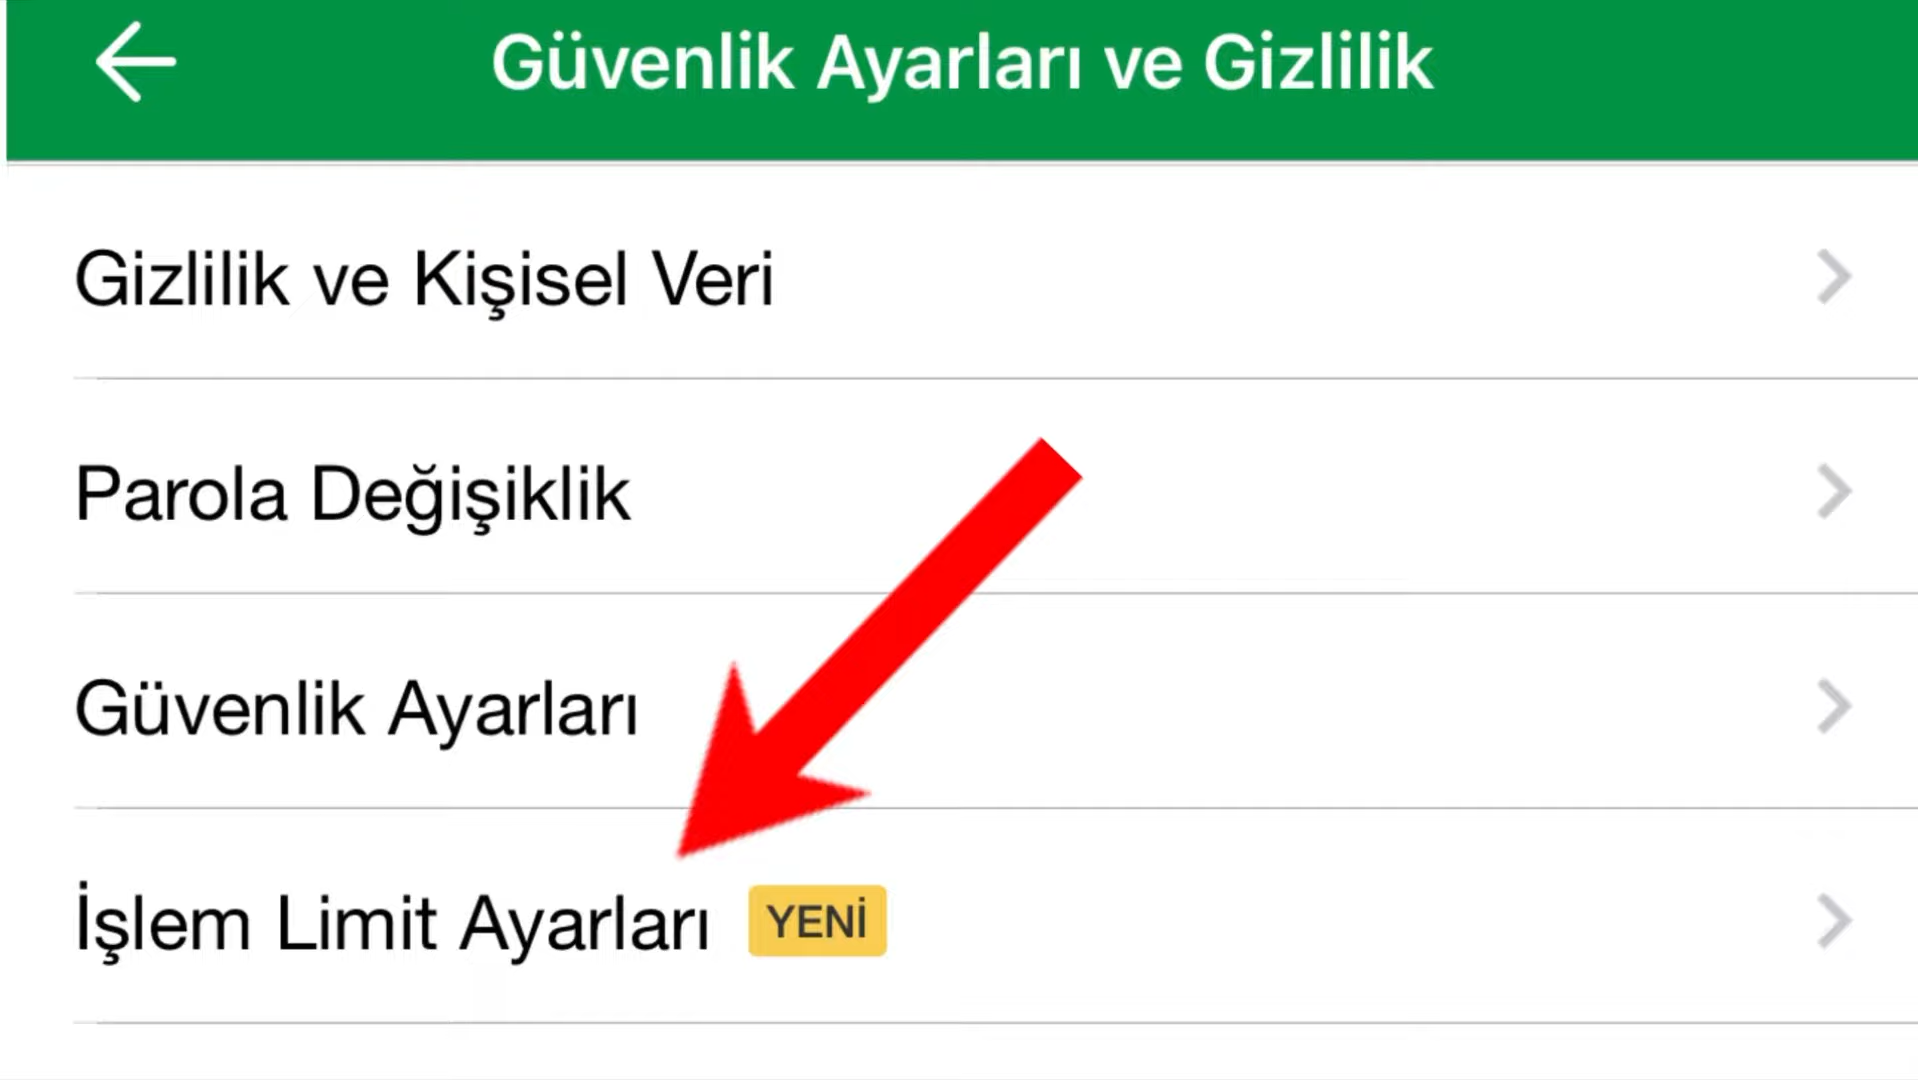 Güvenlik Ayarları ve Gizlilik
Gizlilik ve Kişisel Veri
Parola Değişiklik
Güvenlik Ayarları
İşlem Limit Ayarları YENİ